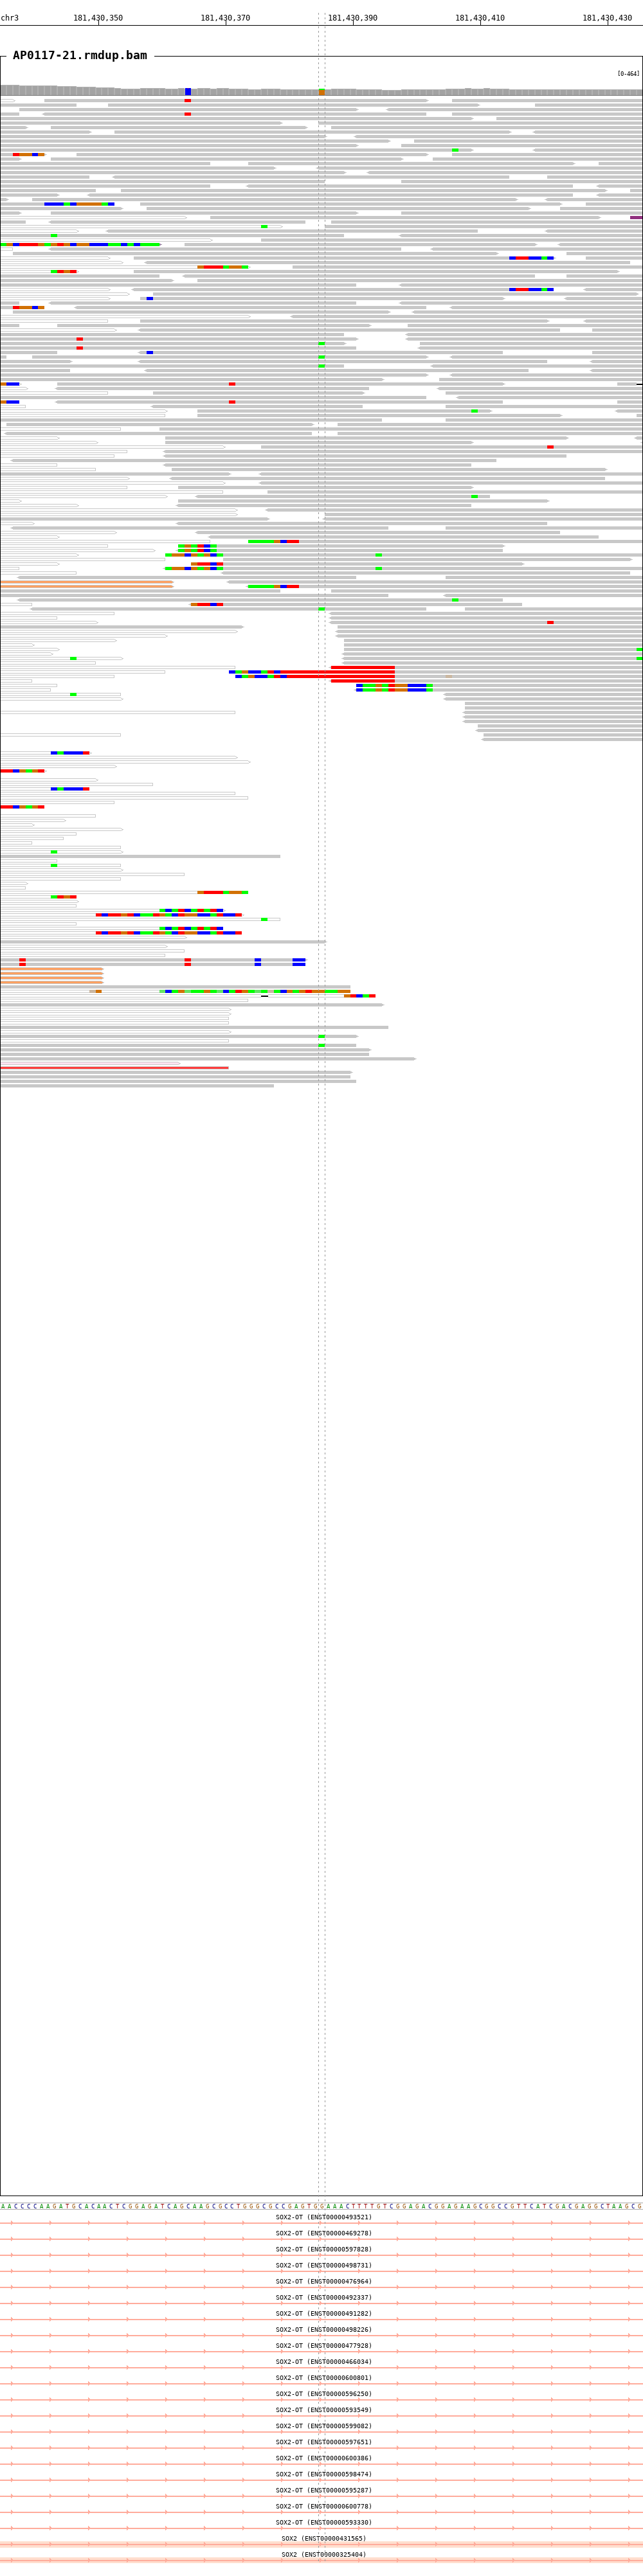 chr3 181,430,350 181,430,370 181,430,390 181,430,410 181,430,430
AP0117-21.rmdup.bam
[0-464]
AACCCCAAGATGCACAACTCGGAGATCAGCAAGCGCCTGGGCGCCGAGTGGAAACTTTTGTCGGAGACGGAGAAGCGGCCGTTCATCGACGAGGCTAAGCG
SOX2-OT (ENST00000493521)
SOX2-OT (ENST00000469278)
SOX2-OT (ENST00000597828)
SOX2-OT (ENST00000498731)
SOX2-OT (ENST00000476964)
SOX2-OT (ENST00000492337)
SOX2-OT (ENST00000491282)
SOX2-OT (ENST00000498226)
SOX2-OT (ENST00000477928)
SOX2-OT (ENST00000466034)
SOX2-OT (ENST00000600801)
SOX2-OT (ENST00000596250)
SOX2-OT (ENST00000593549)
SOX2-OT (ENST00000599082)
SOX2-OT (ENST00000597651)
SOX2-OT (ENST00000600386)
SOX2-OT (ENST00000598474)
SOX2-OT (ENST00000595287)
SOX2-OT (ENST00000600778)
SOX2-OT (ENST00000593330)
SOX2 (ENST00000431565)
SOX2 (ENST00000325404)